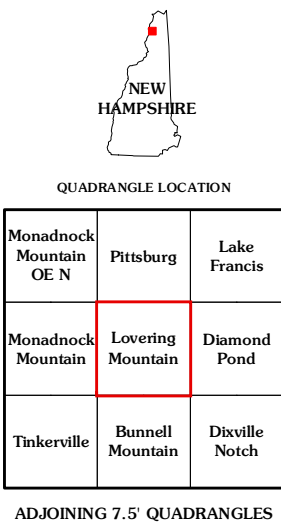 NEW
HAMPSHIRE
QUADRANGLE LOCATION
Monadnock
Mountain
OE N
Pittsburg
Lake
Francis
Monadnock
Mountain
Lovering
Mountain
Diamond
Pond
Tinkerville
Bunnell
Mountain
Dixville
Notch
ADJOINING 7.5' QUADRANGLES